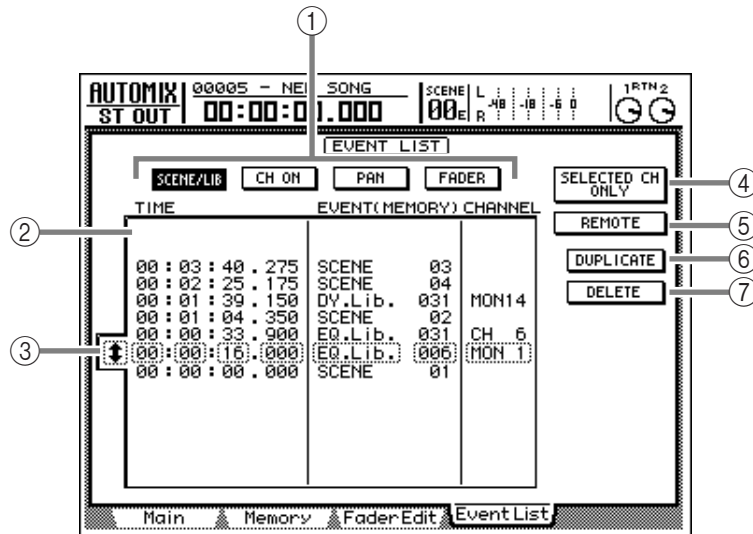 ①
AUTOMIX 00005 - NE SONG SCENE L -48 -18 -6 0 1 RTN 2
ST OUT 00:00:0 .000 00E R
EVENT LIST
SCENE/LIB CH ON PAN FADER SELECTED CH ONLY ④
TIME EVENT(MEMORY) CHANNEL
② REMOTE ⑤
DUPLICATE ⑥
00:03:40.275 SCENE 03
00:02:25.175 SCENE 04
DELETE ⑦
00:01:39.150 DY.Lib. 031 MON14
00:01:04.350 SCENE 02
00:00:33.900 EQ.Lib. 031 CH 6
③ 00:00:16.000 EQ.Lib. 006 MON 1
00:00:00.000 SCENE 01
Main Memory Fader Edit Event List